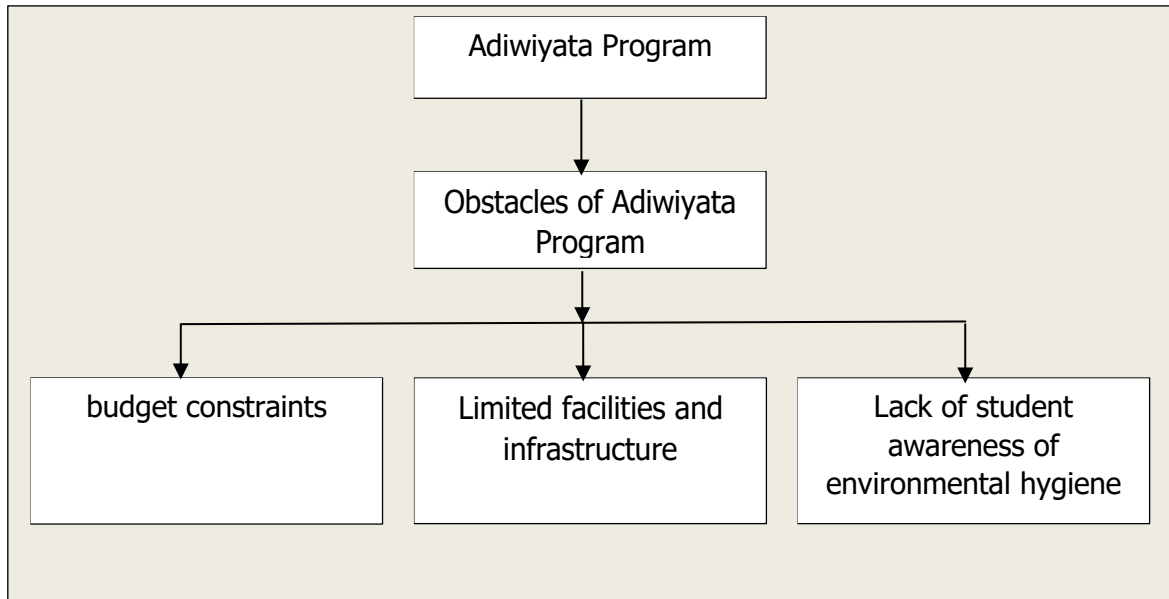 Adiwiyata Program
Obstacles of Adiwiyata
Program
budget constraints
Limited facilities and
infrastructure
Lack of student
awareness of
environmental hygiene